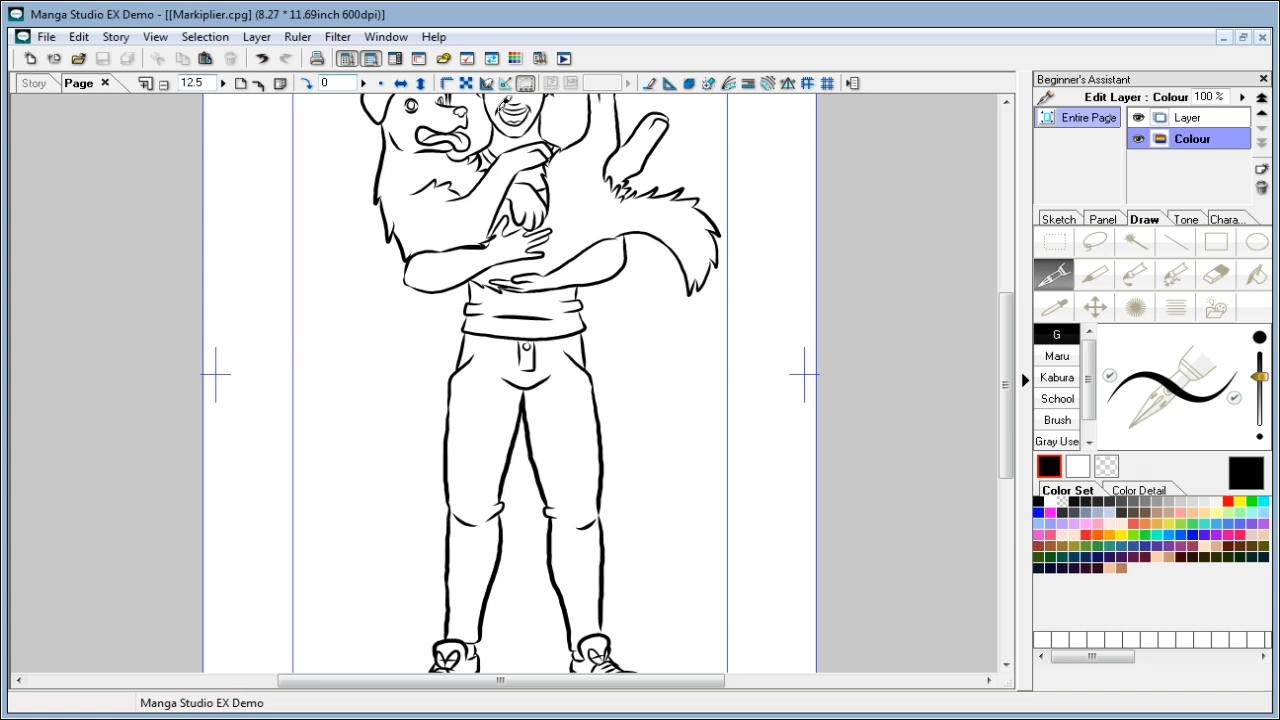 Manga Studio EX Demo - [[Markiplier.cpg] (8.27 * 11.69inch 600dpi)]
File Edit Story View Selection Layer Ruler Filter Window Help
Story Page 12.5 0
Beginner's Assistant
Edit Layer : Colour 100 %
Entire Page Layer
Colour
Sketch Panel Draw Tone Chara...
G
Maru
Kabura
School
Brush
Gray Use
Color Set Color Detail
Manga Studio EX Demo